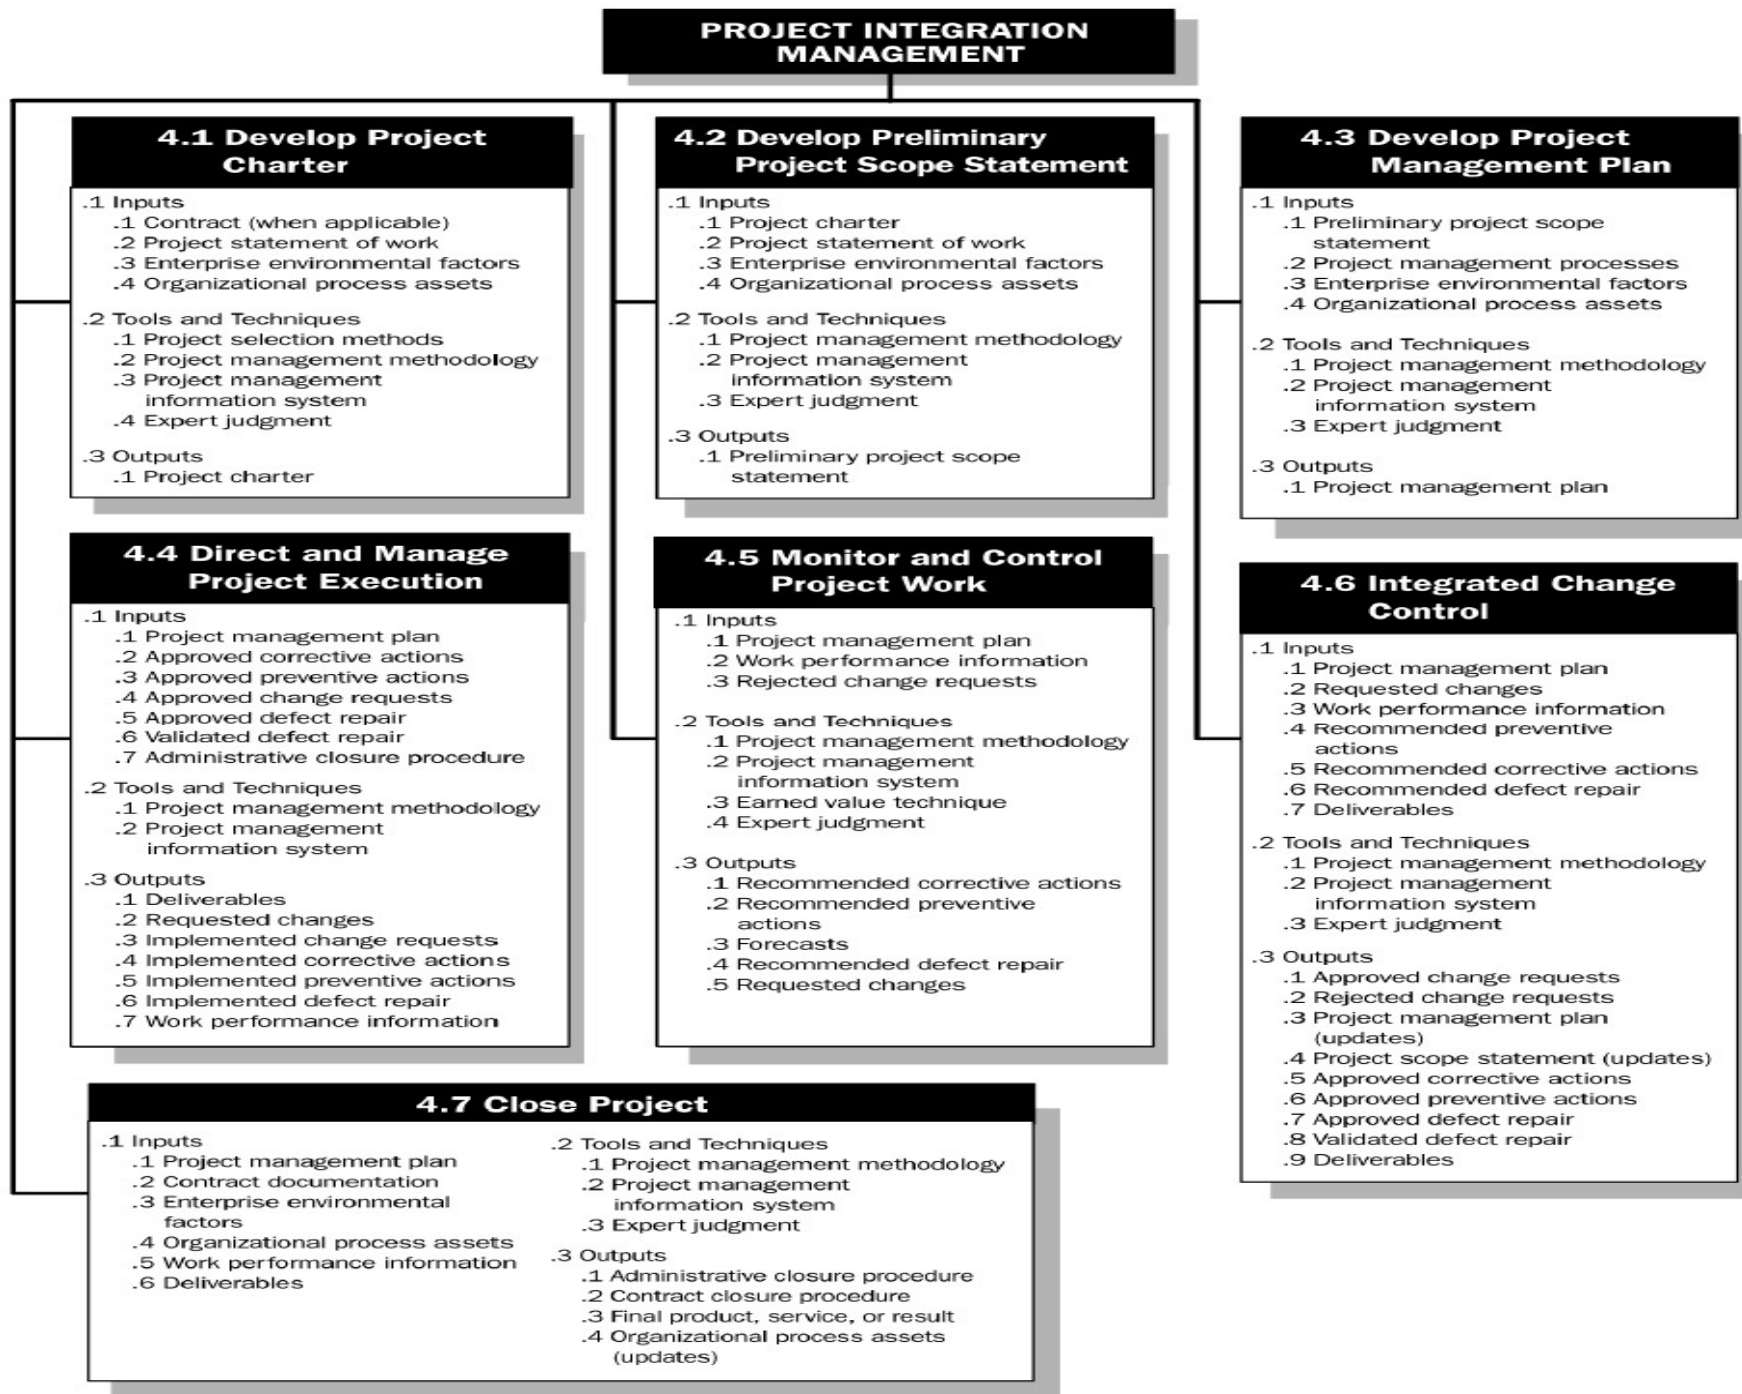 PROJECT INTEGRATION
MANAGEMENT
4.1 Develop Project
Charter
.1 Inputs
.1 Contract (when applicable)
.2 Project statement of work
.3 Enterprise environmental factors
.4 Organizational process assets
.2 Tools and Techniques
.1 Project selection methods
.2 Project management methodology
.3 Project management
information system
.4 Expert judgment
.3 Outputs
.1 Project charter
4.2 Develop Preliminary
Project Scope Statement
.1 Inputs
.1 Project charter
.2 Project statement of work
.3 Enterprise environmental factors
.4 Organizational process assets
.2 Tools and Techniques
.1 Project management methodology
.2 Project management
information system
.3 Expert judgment
.3 Outputs
.1 Preliminary project scope
statement
4.3 Develop Project
Management Plan
.1 Inputs
.1 Preliminary project scope
statement
.2 Project management processes
.3 Enterprise environmental factors
.4 Organizational process assets
.2 Tools and Techniques
.1 Project management methodology
.2 Project management
information system
.3 Expert judgment
.3 Outputs
.1 Project management plan
4.4 Direct and Manage
Project Execution
.1 Inputs
.1 Project management plan
.2 Approved corrective actions
.3 Approved preventive actions
.4 Approved change requests
.5 Approved defect repair
.6 Validated defect repair
.7 Administrative closure procedure
.2 Tools and Techniques
.1 Project management methodology
.2 Project management
information system
.3 Outputs
.1 Deliverables
.2 Requested changes
.3 Implemented change requests
.4 Implemented corrective actions
.5 Implemented preventive actions
.6 Implemented defect repair
.7 Work performance information
4.5 Monitor and Control
Project Work
.1 Inputs
.1 Project management plan
.2 Work performance information
.3 Rejected change requests
.2 Tools and Techniques
.1 Project management methodology
.2 Project management
information system
.3 Earned value technique
.4 Expert judgment
.3 Outputs
.1 Recommended corrective actions
.2 Recommended preventive
actions
.3 Forecasts
.4 Recommended defect repair
.5 Requested changes
4.6 Integrated Change
Control
.1 Inputs
.1 Project management plan
.2 Requested changes
.3 Work performance information
.4 Recommended preventive
actions
.5 Recommended corrective actions
.6 Recommended defect repair
.7 Deliverables
.2 Tools and Techniques
.1 Project management methodology
.2 Project management
information system
.3 Expert judgment
.3 Outputs
.1 Approved change requests
.2 Rejected change requests
.3 Project management plan
(updates)
.4 Project scope statement (updates)
.5 Approved corrective actions
.6 Approved preventive actions
.7 Approved defect repair
.8 Validated defect repair
.9 Deliverables
4.7 Close Project
.1 Inputs
.1 Project management plan
.2 Contract documentation
.3 Enterprise environmental
factors
.4 Organizational process assets
.5 Work performance information
.6 Deliverables
.2 Tools and Techniques
.1 Project management methodology
.2 Project management
information system
.3 Expert judgment
.3 Outputs
.1 Administrative closure procedure
.2 Contract closure procedure
.3 Final product, service, or result
.4 Organizational process assets
(updates)